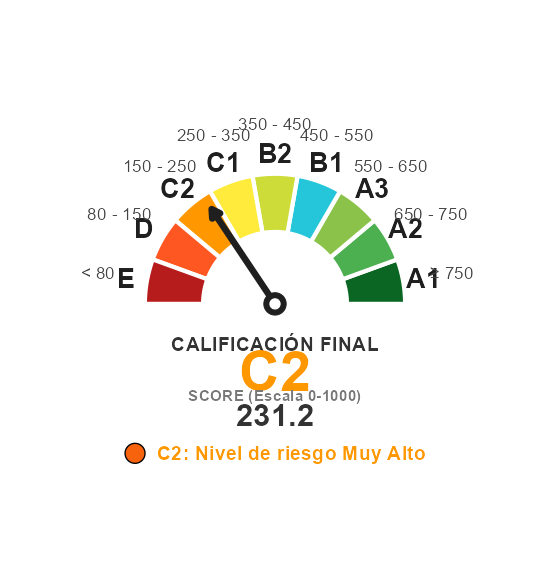 350 - 450
250 - 350
450 - 550
B2
C1
B1
150 - 250
550 - 650
C2
A3
80 - 150
650 - 750
D
A2
< 80
E
A1
≥ 750
CALIFICACIÓN FINAL
C2
SCORE (Escala 0-1000)
231.2
C2: Nivel de riesgo Muy Alto